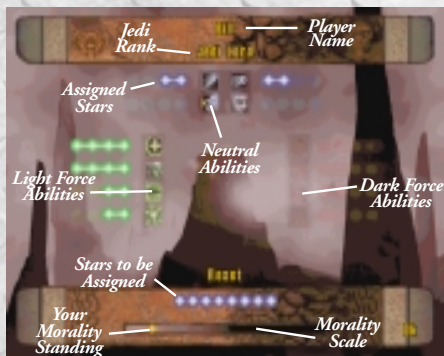 Jedi Rank
Player Name
Assigned Stars
Neutral Abilities
Light Force Abilities
Dark Force Abilities
Reset
Stars to be Assigned
Your Morality Standing
Morality Scale